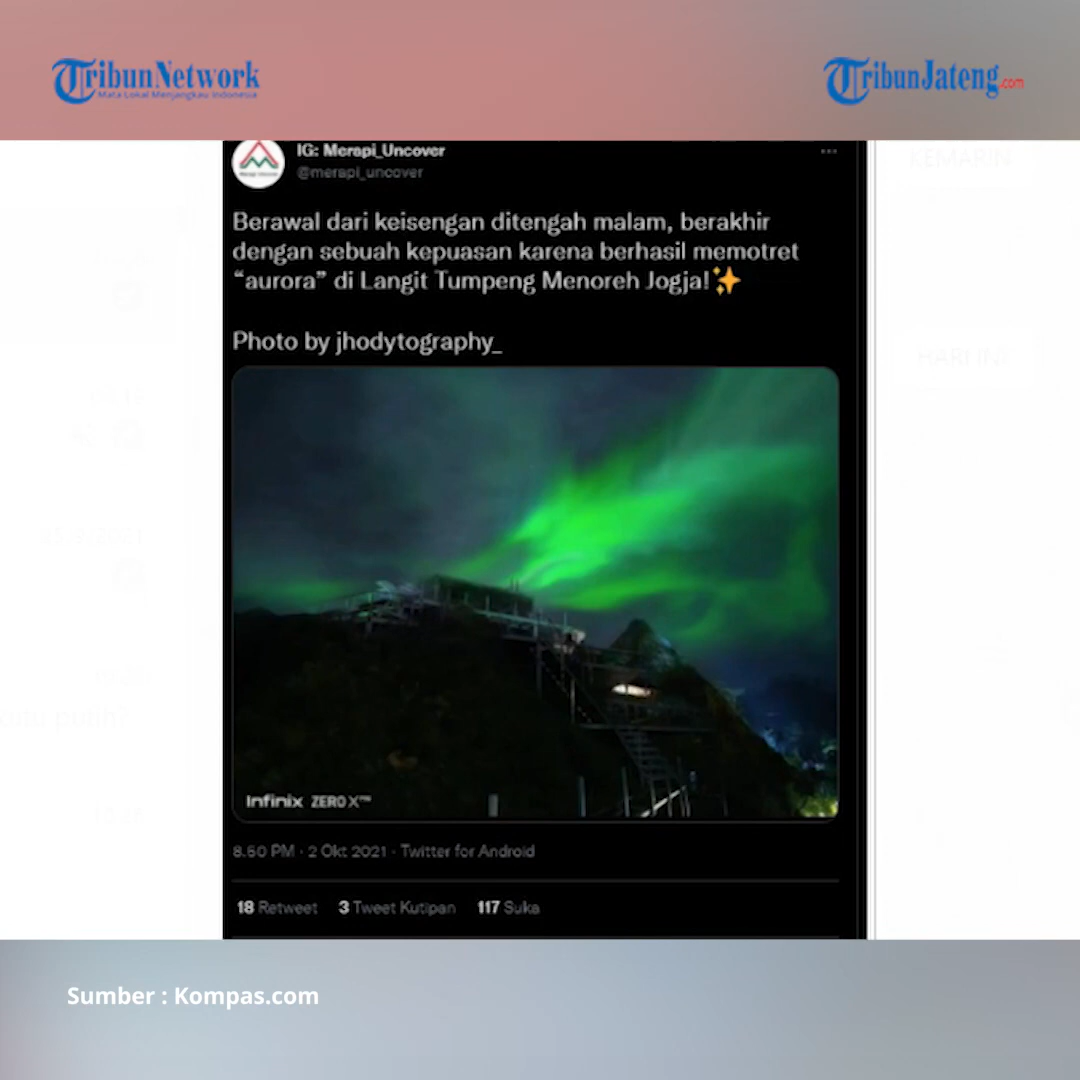 TribunNetwork
Mata Lokal Menjangkau Indonesia
TribunJateng.com
IG: Merapi_Uncover
@merapi_uncover
KEMARIN
Berawal dari keisengan ditengah malam, berakhir
dengan sebuah kepuasan karena berhasil memotret
“aurora” di Langit Tumpeng Menoreh Jogja!✨
Photo by jhodytography_
HARI INI
Infinix ZERO X PRO
8.50 PM · 2 Okt 2021 · Twitter for Android
18 Retweet 3 Tweet Kutipan 117 Suka
Sumber : Kompas.com